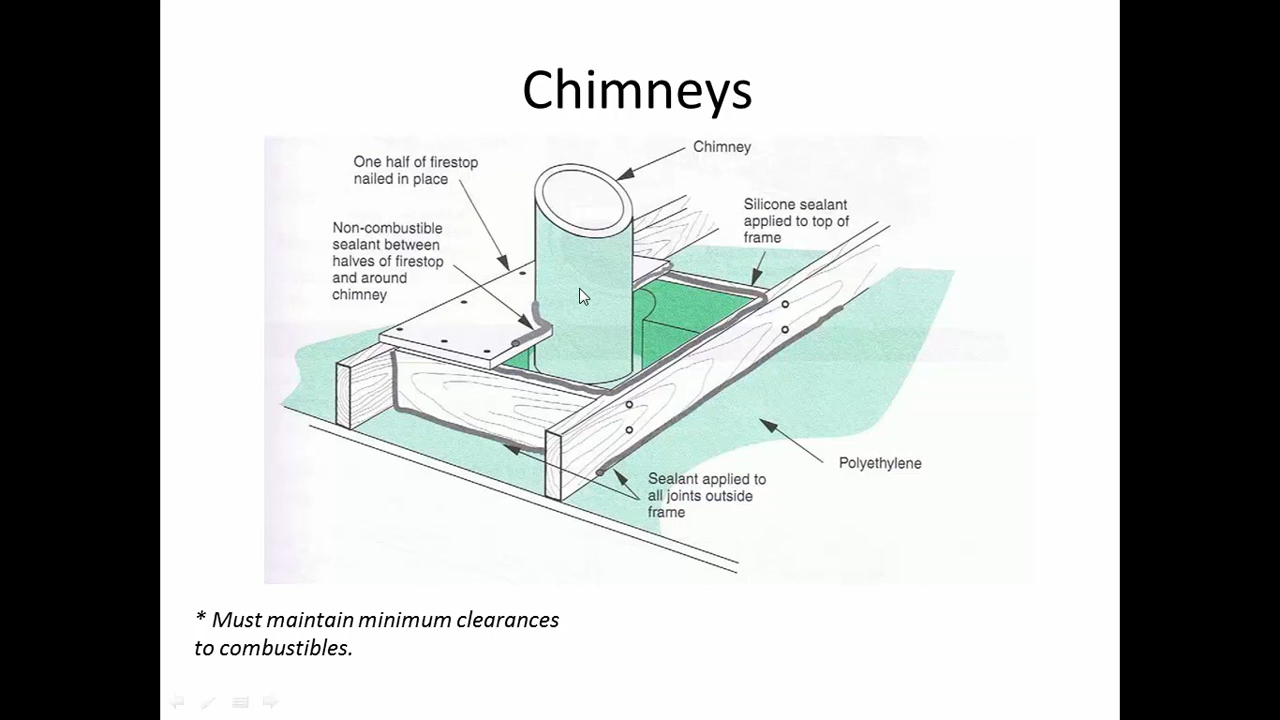 Chimneys
One half of firestop
nailed in place
Chimney
Silicone sealant
applied to top of
frame
Non-combustible
sealant between
halves of firestop
and around
chimney
Polyethylene
Sealant applied to
all joints outside
frame
* Must maintain minimum clearances
to combustibles.